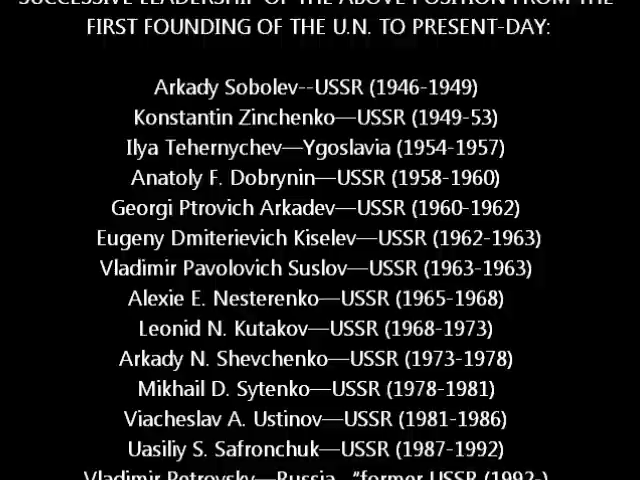 SUCCESSIVE LEADERSHIP OF THE ABOVE POSITION FROM THE
FIRST FOUNDING OF THE U.N. TO PRESENT-DAY:
Arkady Sobolev--USSR (1946-1949)
Konstantin Zinchenko—USSR (1949-53)
Ilya Tehernychev—Ygoslavia (1954-1957)
Anatoly F. Dobrynin—USSR (1958-1960)
Georgi Ptrovich Arkadev—USSR (1960-1962)
Eugeny Dmiterievich Kiselev—USSR (1962-1963)
Vladimir Pavolovich Suslov—USSR (1963-1963)
Alexie E. Nesterenko—USSR (1965-1968)
Leonid N. Kutakov—USSR (1968-1973)
Arkady N. Shevchenko—USSR (1973-1978)
Mikhail D. Sytenko—USSR (1978-1981)
Viacheslav A. Ustinov—USSR (1981-1986)
Uasiliy S. Safronchuk—USSR (1987-1992)
Vladimir Petrovsky—Russia, "former USSR (1992-)